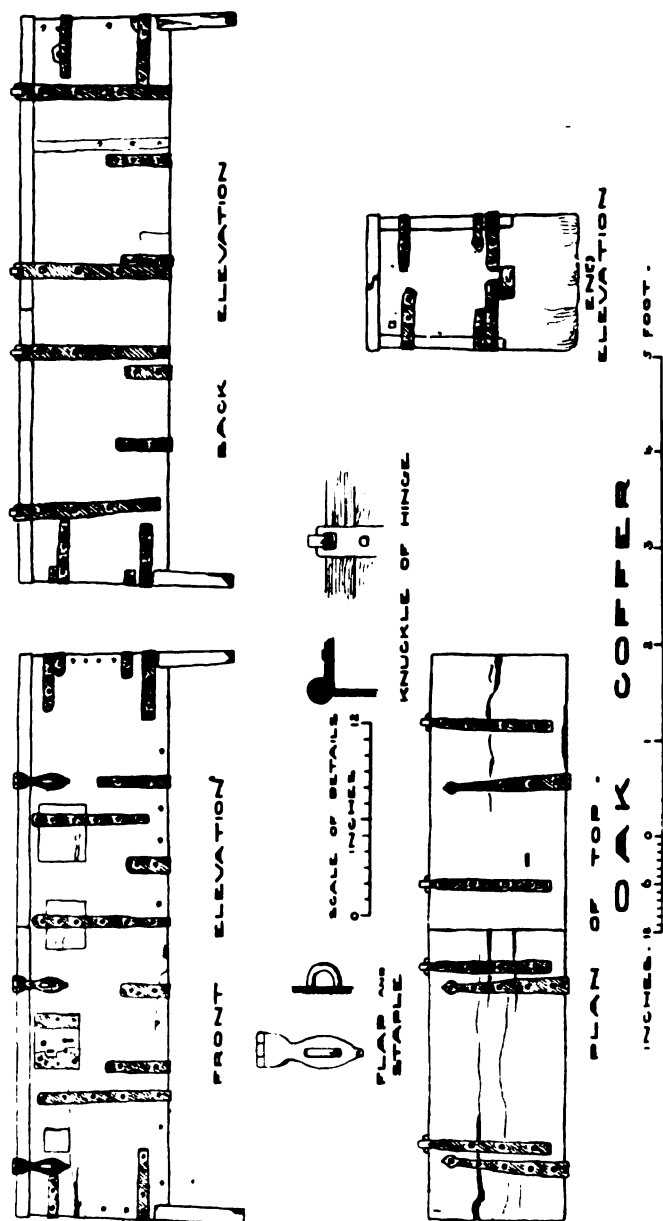 FRONT ELEVATION
BACK ELEVATION
FLAP AND
STAPLE
SCALE OF DETAILS
0 INCHES 12
KNUCKLE OF HINGE
END
ELEVATION
PLAN OF TOP.
OAK COFFER
INCHES. 12 6 0 1 2 3 4 5 FOOT.